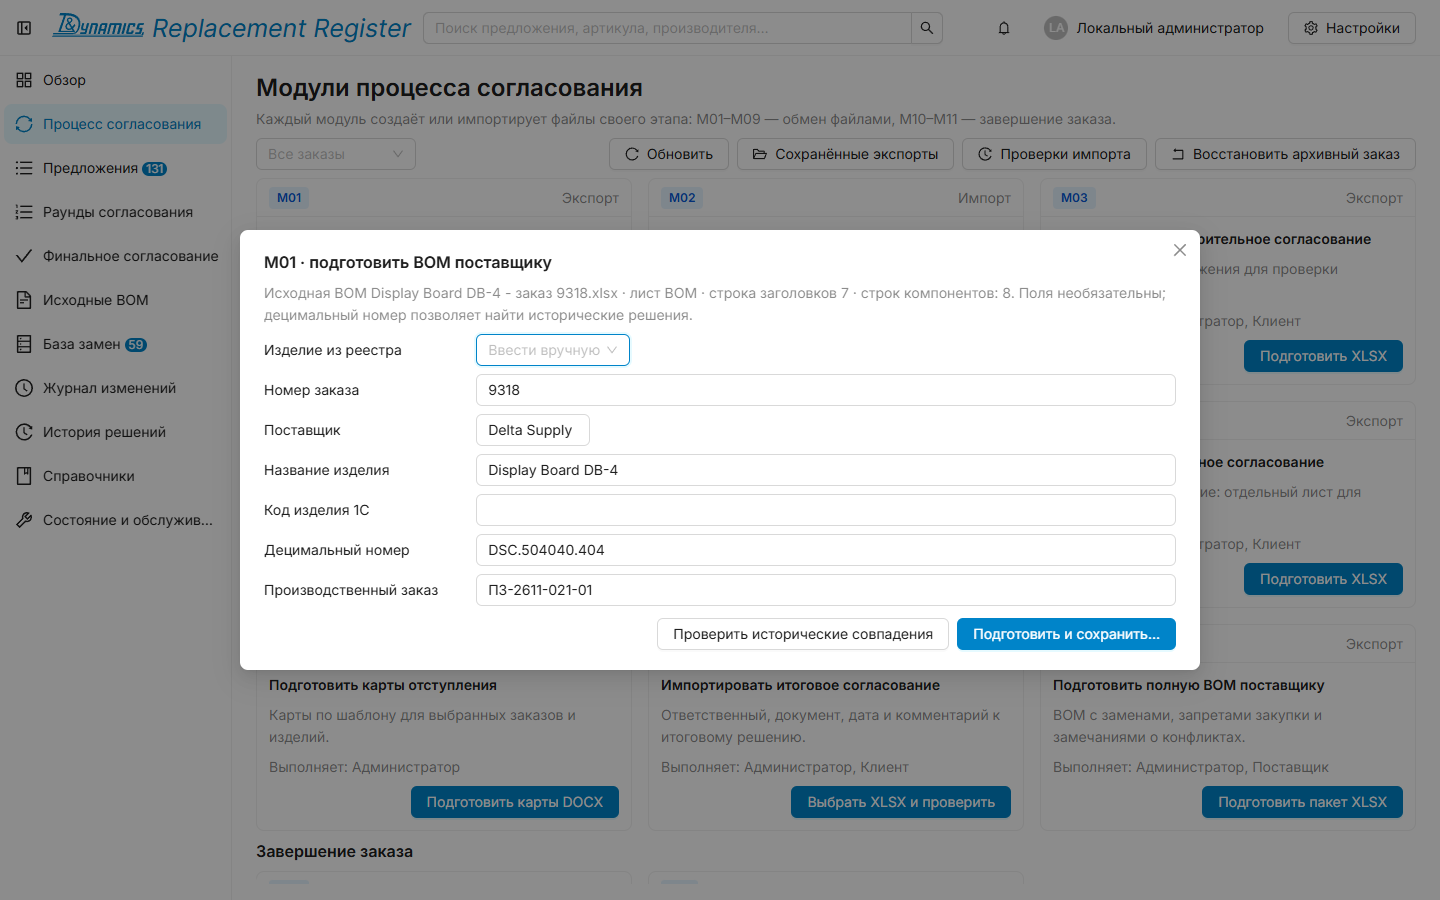 Dynamics Replacement Register
Поиск предложения, артикула, производителя...
LA
Локальный администратор
Настройки
Обзор
Процесс согласования
Предложения 131
Раунды согласования
Финальное согласование
Исходные BOM
База замен 59
Журнал изменений
История решений
Справочники
Состояние и обслужив...
Модули процесса согласования
Каждый модуль создаёт или импортирует файлы своего этапа: M01–M09 — обмен файлами, M10–M11 — завершение заказа.
Все заказы
Обновить
Сохранённые экспорты
Проверки импорта
Восстановить архивный заказ
M01 Экспорт
M02 Импорт
M03 Экспорт
M01 · подготовить BOM поставщику
Исходная BOM Display Board DB-4 - заказ 9318.xlsx · лист BOM · строка заголовков 7 · строк компонентов: 8. Поля необязательны;
децимальный номер позволяет найти исторические решения.
Изделие из реестра
Ввести вручную
Номер заказа
9318
Поставщик
Delta Supply
Название изделия
Display Board DB-4
Код изделия 1С
Децимальный номер
DSC.504040.404
Производственный заказ
ПЗ-2611-021-01
Проверить исторические совпадения
Подготовить и сохранить...
согласование
для проверки
Клиент
Подготовить XLSX
Экспорт
согласование
отдельный лист для
Клиент
Подготовить XLSX
Экспорт
Подготовить карты отступления
Карты по шаблону для выбранных заказов и
изделий.
Выполняет: Администратор
Подготовить карты DOCX
Импортировать итоговое согласование
Ответственный, документ, дата и комментарий к
итоговому решению.
Выполняет: Администратор, Клиент
Выбрать XLSX и проверить
Подготовить полную BOM поставщику
BOM с заменами, запретами закупки и
замечаниями о конфликтах.
Выполняет: Администратор, Поставщик
Подготовить пакет XLSX
Завершение заказа